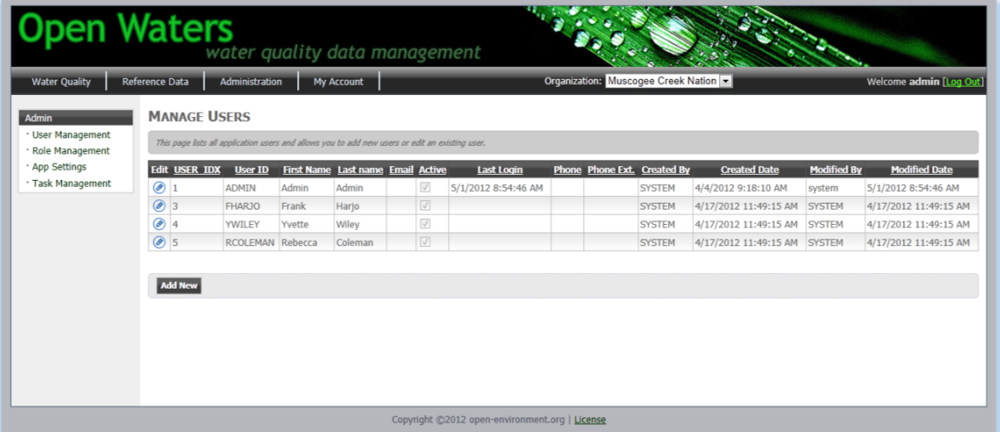 Open Waters
water quality data management
Water Quality Reference Data Administration My Account Organization: Muscogee Creek Nation Welcome admin [Log Out]
Admin
· User Management
· Role Management
· App Settings
· Task Management
MANAGE USERS
This page lists all application users and allows you to add new users or edit an existing user.
Edit USER_IDX User ID First Name Last name Email Active Last Login Phone Phone Ext. Created By Created Date Modified By Modified Date
1 ADMIN Admin Admin 5/1/2012 8:54:46 AM SYSTEM 4/4/2012 9:18:10 AM system 5/1/2012 8:54:46 AM
3 FHARJO Frank Harjo SYSTEM 4/17/2012 11:49:15 AM SYSTEM 4/17/2012 11:49:15 AM
4 YWILEY Yvette Wiley SYSTEM 4/17/2012 11:49:15 AM SYSTEM 4/17/2012 11:49:15 AM
5 RCOLEMAN Rebecca Coleman SYSTEM 4/17/2012 11:49:15 AM SYSTEM 4/17/2012 11:49:15 AM
Add New
Copyright ©2012 open-environment.org | License